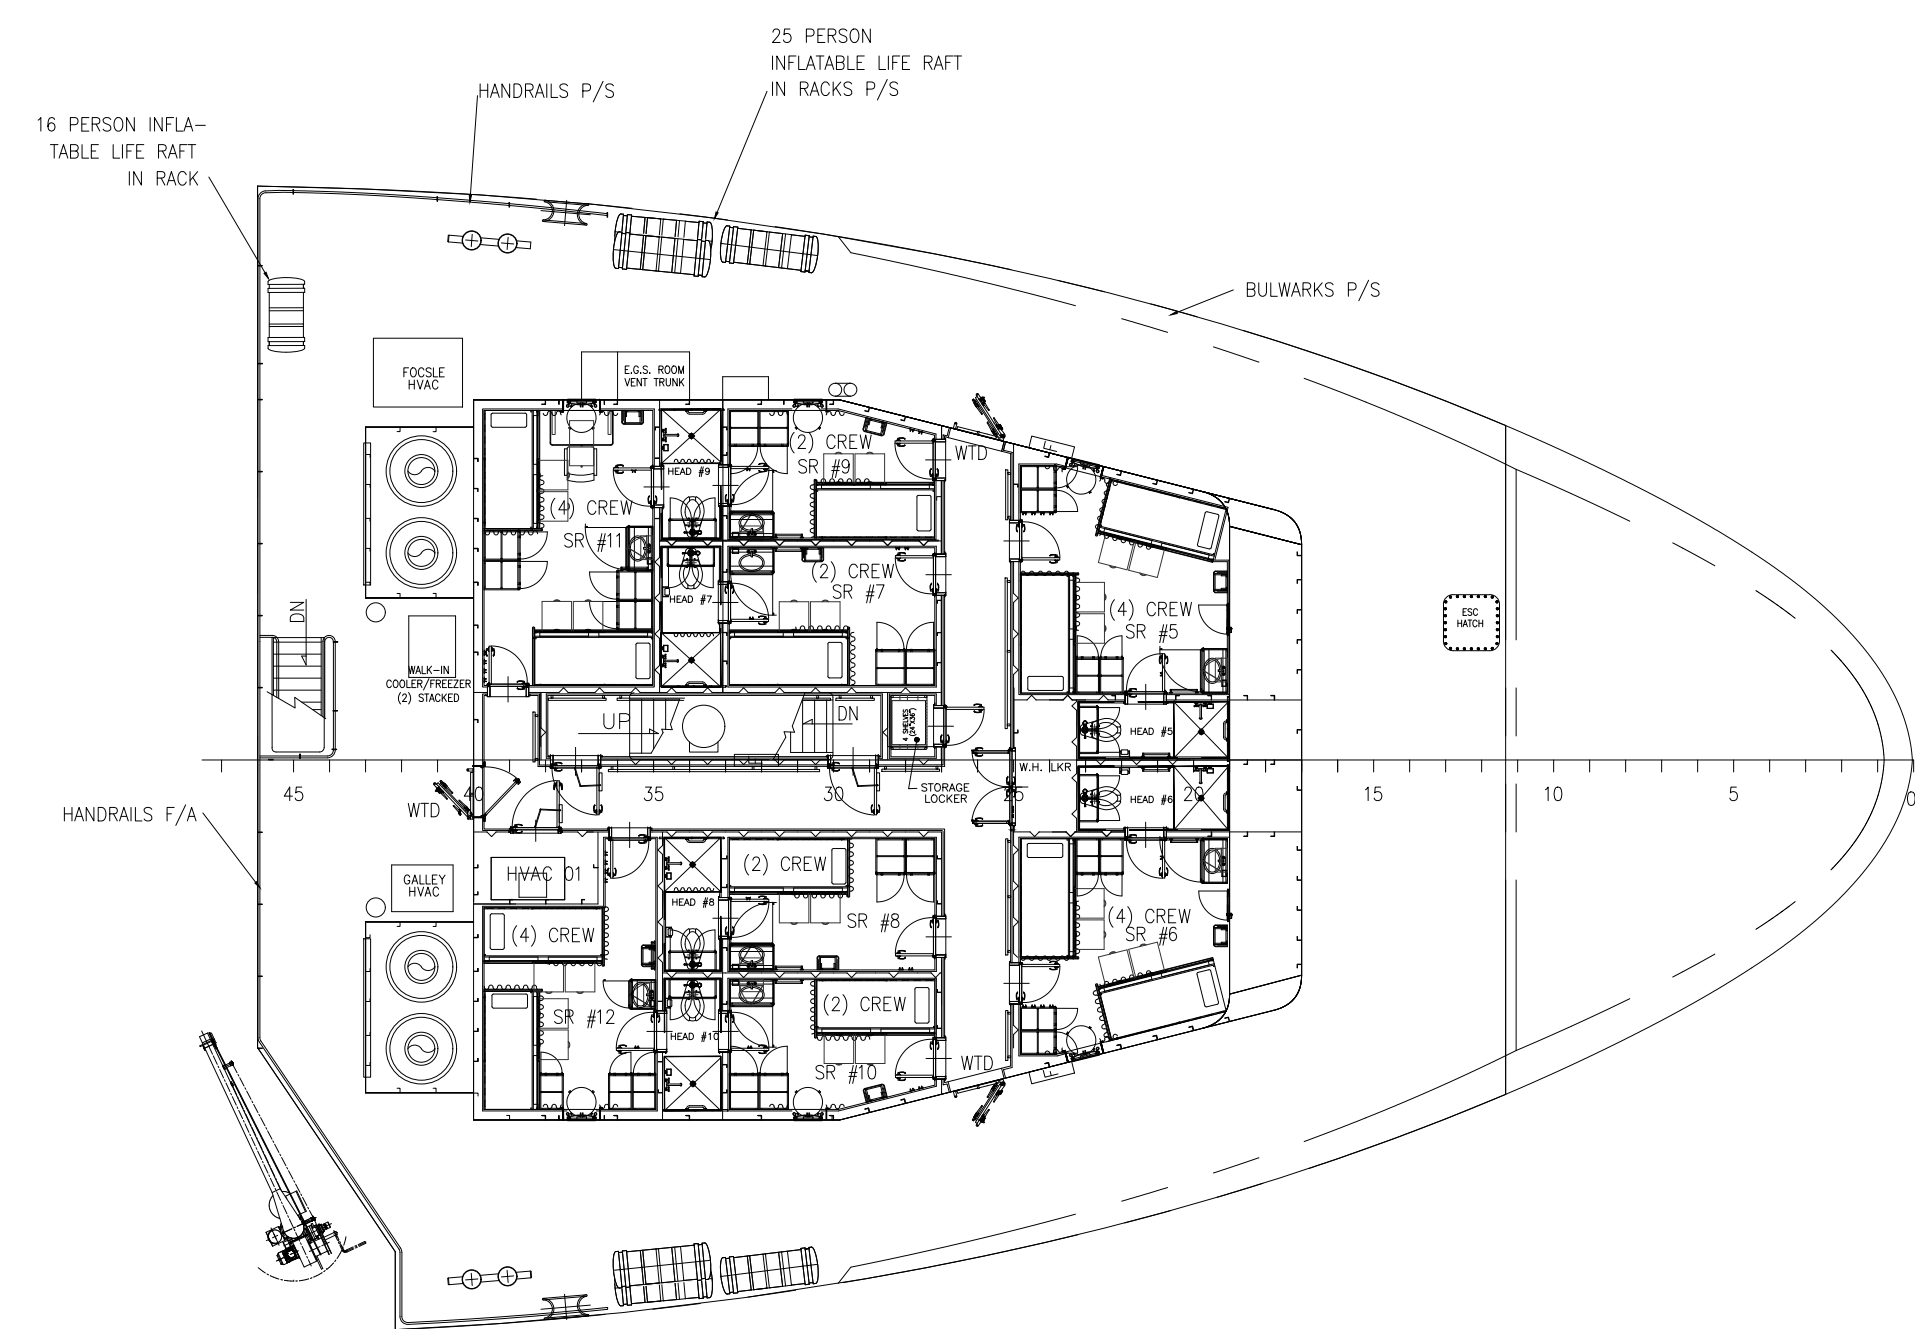 25 PERSON
INFLATABLE LIFE RAFT
IN RACKS P/S
HANDRAILS P/S
16 PERSON INFLA-
TABLE LIFE RAFT
IN RACK
BULWARKS P/S
FOCSLE
HVAC
E.G.S. ROOM
VENT TRUNK
(2) CREW
SR #9
WTD
HEAD #9
(4) CREW
SR #11
(2) CREW
SR #7
HEAD #7
(4) CREW
SR #5
ESC
HATCH
DN
WALK-IN
COOLER/FREEZER
(2) STACKED
UP
DN
4 SHELVES
(24"X36")
HEAD #5
W.H. LKR
STORAGE
LOCKER
HEAD #6
45
40
35
30
25
20
15
10
5
0
WTD
HANDRAILS F/A
GALLEY
HVAC
HVAC 01
(2) CREW
SR #8
HEAD #8
(4) CREW
SR #6
(4) CREW
SR #12
(2) CREW
SR #10
HEAD #10
WTD